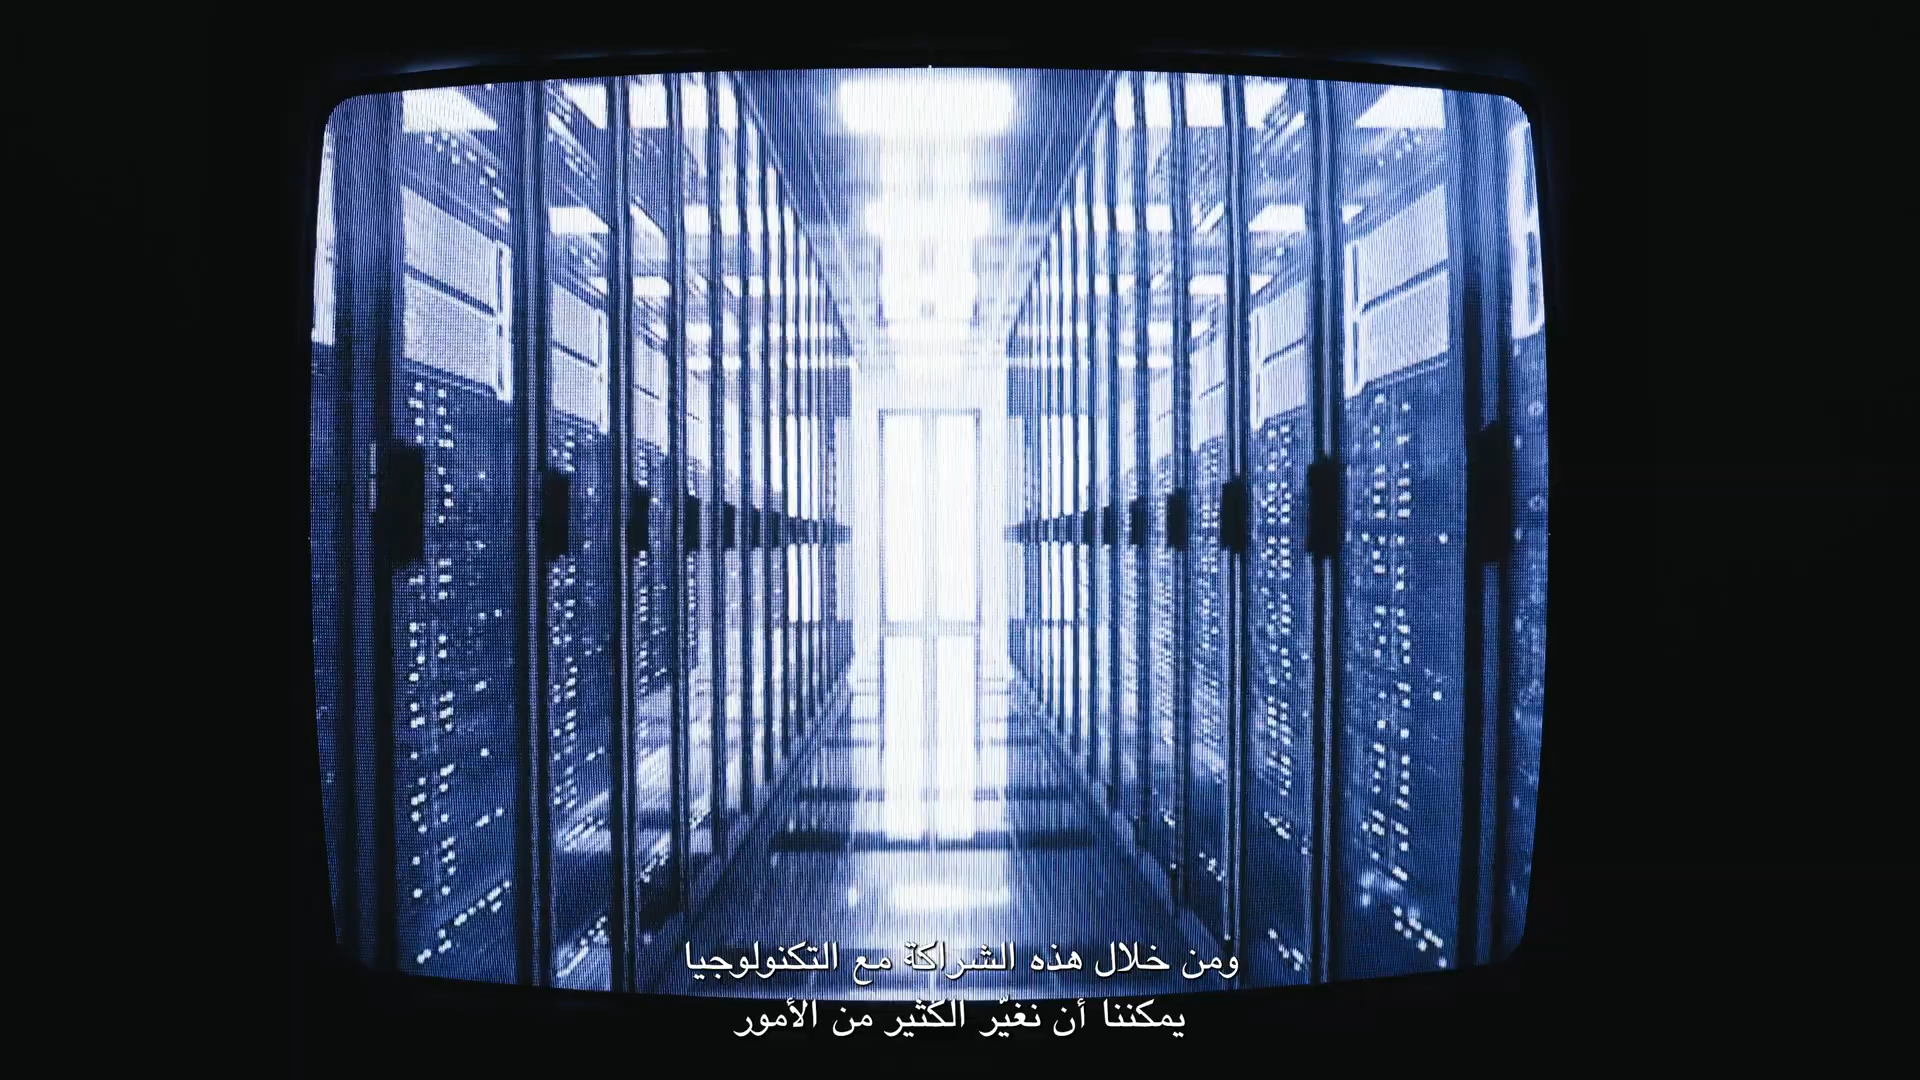 ومن خلال هذه الشراكة مع التكنولوجيا
يمكننا أن نغيّر الكثير من الأمور